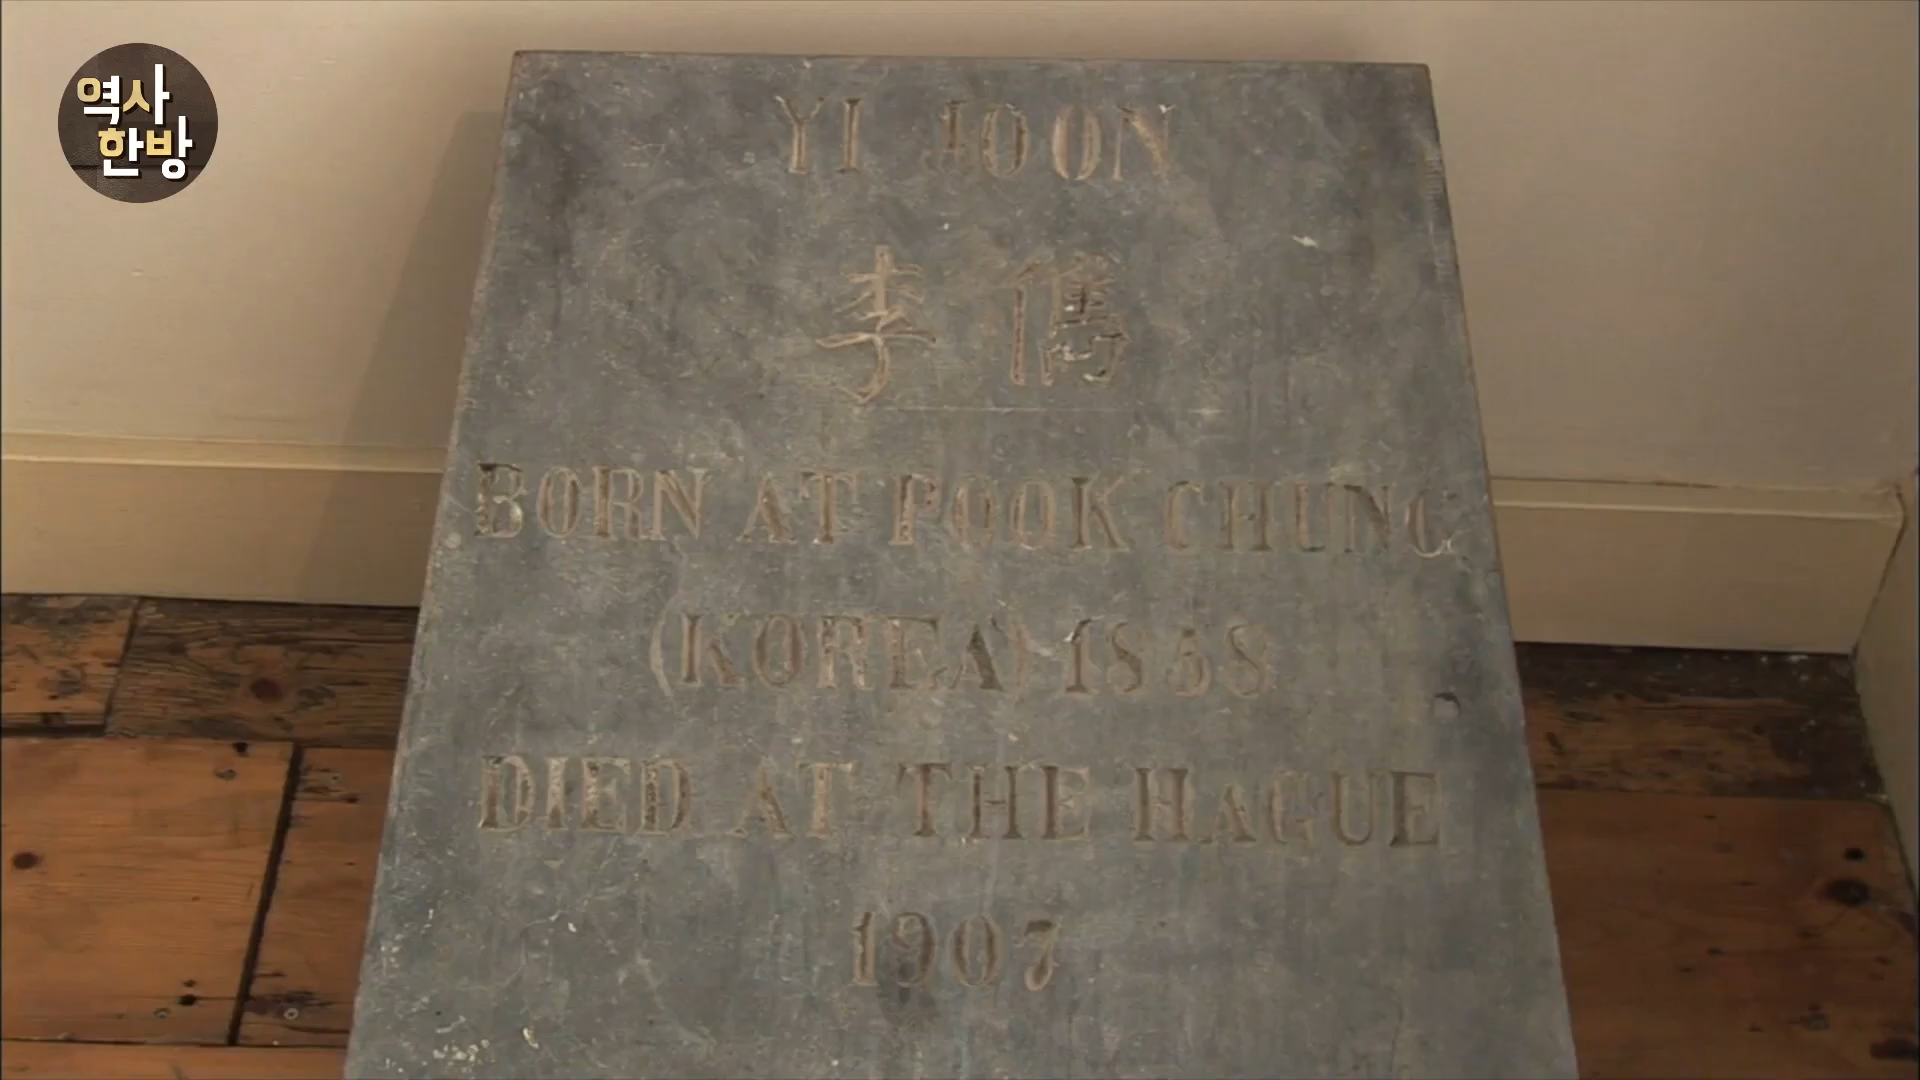 역사
한방
YI JOON
李儁
BORN AT POOK CHUNG
(KOREA) 1858
DIED AT THE HAGUE
1907